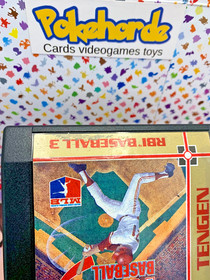 Pokehorde
Cards videogames toys
RBI BASEBALL 3
MLB
TENGEN
BASEBALL